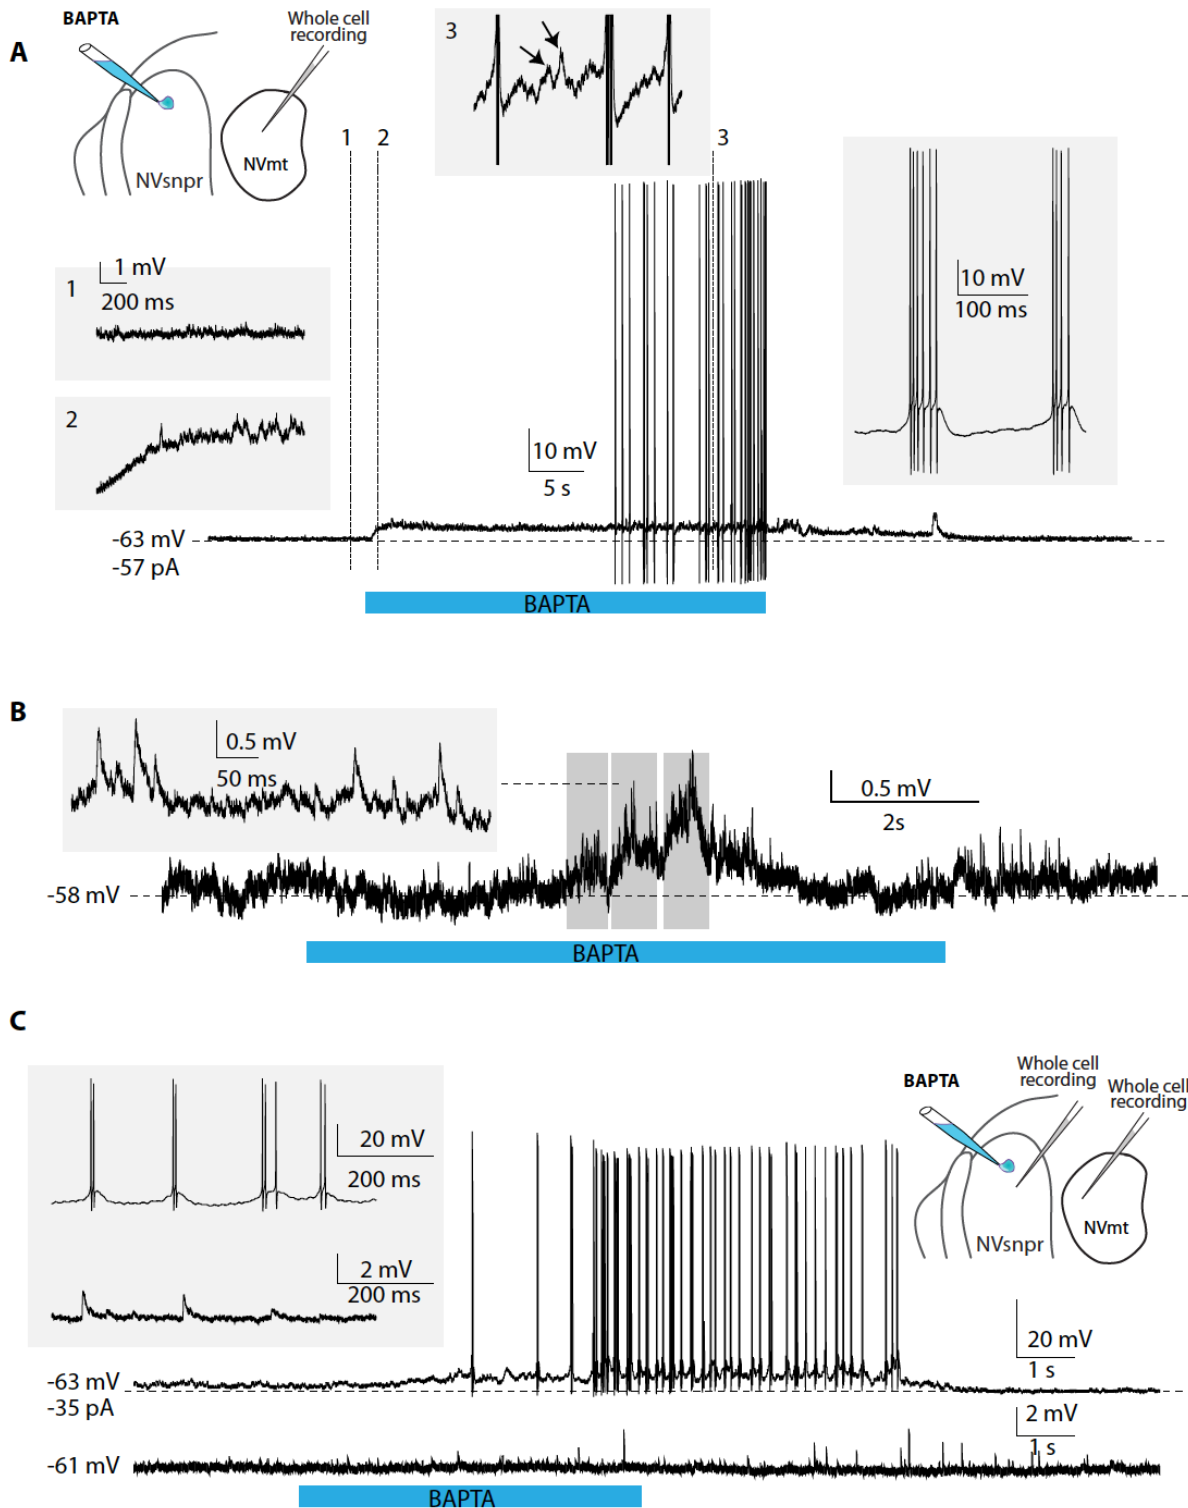 A
BAPTA
Whole cell
recording
NVsnpr
NVmt
3
1
2
3
1
1 mV
200 ms
2
10 mV
5 s
10 mV
100 ms
-63 mV
-57 pA
BAPTA
B
0.5 mV
50 ms
0.5 mV
2s
-58 mV
BAPTA
C
20 mV
200 ms
2 mV
200 ms
BAPTA
Whole cell
recording
Whole cell
recording
NVsnpr
NVmt
20 mV
1 s
-63 mV
-35 pA
2 mV
1 s
-61 mV
BAPTA